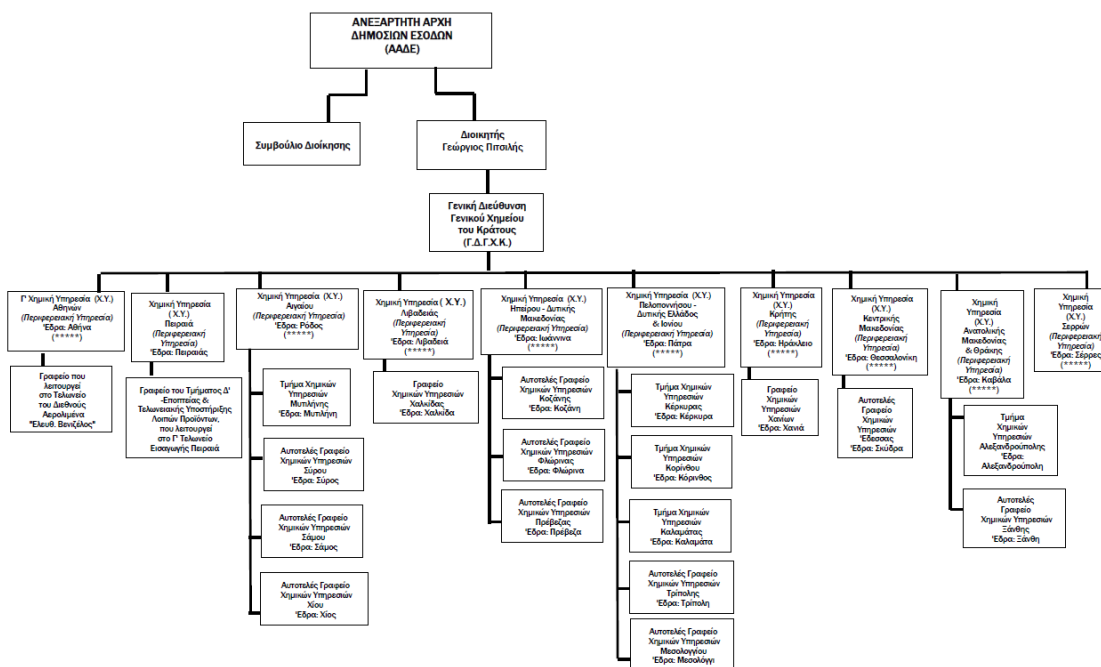 ΑΝΕΞΑΡΤΗΤΗ ΑΡΧΗ
ΔΗΜΟΣΙΩΝ ΕΣΟΔΩΝ
(ΑΑΔΕ)
Συμβούλιο Διοίκησης
Διοικητής
Γεώργιος Πιτσιλής
Γενική Διεύθυνση
Γενικού Χημείου
του Κράτους
(Γ.Δ.Γ.Χ.Κ.)
Γ' Χημική Υπηρεσία (Χ.Υ.)
Αθηνών
(Περιφερειακή Υπηρεσία)
Έδρα: Αθήνα
(*****)
Γραφείο που
λειτουργεί
στο Τελωνείο
του Διεθνούς
Αερολιμένα
"Ελευθ. Βενιζέλος"
Χημική Υπηρεσία
( Χ.Υ.)
Πειραιά
(Περιφερειακή
Υπηρεσία)
Έδρα: Πειραιάς
Γραφείο του Τμήματος Δ'
-Εποπτείας &
Τελωνειακής Υποστήριξης
Λοιπών Προϊόντων,
που λειτουργεί
στο Γ' Τελωνείο
Εισαγωγής Πειραιά
Χημική Υπηρεσία (Χ.Υ.)
Αιγαίου
(Περιφερειακή Υπηρεσία)
Έδρα: Ρόδος
(*****)
Τμήμα Χημικών
Υπηρεσιών
Μυτιλήνης
Έδρα: Μυτιλήνη
Αυτοτελές Γραφείο
Χημικών Υπηρεσιών
Σύρου
Έδρα: Σύρος
Αυτοτελές Γραφείο
Χημικών Υπηρεσιών
Σάμου
Έδρα: Σάμος
Αυτοτελές Γραφείο
Χημικών Υπηρεσιών
Χίου
Έδρα: Χίος
Χημική Υπηρεσία ( Χ.Υ.)
Λιβαδειάς
(Περιφερειακή
Υπηρεσία)
Έδρα: Λιβαδειά
(*****)
Γραφείο
Χημικών Υπηρεσιών
Χαλκίδας
Έδρα: Χαλκίδα
Χημική Υπηρεσία (Χ.Υ.)
Ηπείρου - Δυτικής
Μακεδονίας
(Περιφερειακή Υπηρεσία)
Έδρα: Ιωάννινα
(*****)
Αυτοτελές Γραφείο
Χημικών Υπηρεσιών
Κοζάνης
Έδρα: Κοζάνη
Αυτοτελές Γραφείο
Χημικών Υπηρεσιών
Φλώρινας
Έδρα: Φλώρινα
Αυτοτελές Γραφείο
Χημικών Υπηρεσιών
Πρέβεζας
Έδρα: Πρέβεζα
Χημική Υπηρεσία (Χ.Υ.)
Πελοποννήσου -
Δυτικής Ελλάδος
& Ιονίου
(Περιφερειακή Υπηρεσία)
Έδρα: Πάτρα
(*****)
Τμήμα Χημικών
Υπηρεσιών
Κέρκυρας
Έδρα: Κέρκυρα
Τμήμα Χημικών
Υπηρεσιών
Κορίνθου
Έδρα: Κόρινθος
Τμήμα Χημικών
Υπηρεσιών
Καλαμάτας
Έδρα: Καλαμάτα
Αυτοτελές Γραφείο
Χημικών Υπηρεσιών
Τρίπολης
Έδρα: Τρίπολη
Αυτοτελές Γραφείο
Χημικών Υπηρεσιών
Μεσολογγίου
Έδρα: Μεσολόγγι
Χημική Υπηρεσία
(Χ.Υ.)
Κρήτης
(Περιφερειακή
Υπηρεσία)
Έδρα: Ηράκλειο
(*****)
Γραφείο
Χημικών
Υπηρεσιών
Χανίων
Έδρα: Χανιά
Χημική Υπηρεσία (Χ.Υ.)
Κεντρικής
Μακεδονίας
(Περιφερειακή
Υπηρεσία)
Έδρα: Θεσσαλονίκη
(*****)
Αυτοτελές
Γραφείο
Χημικών
Υπηρεσιών
Έδεσσας
Έδρα: Σκύδρα
Χημική
Υπηρεσία
(Χ.Υ.)
Ανατολικής
Μακεδονίας
& Θράκης
(Περιφερειακή
Υπηρεσία)
Έδρα: Καβάλα
(*****)
Τμήμα
Χημικών
Υπηρεσιών
Αλεξανδρούπολης
Έδρα:
Αλεξανδρούπολη
Αυτοτελές
Γραφείο
Χημικών Υπηρεσιών
Ξάνθης
Έδρα: Ξάνθη
Χημική
Υπηρεσία
(Χ.Υ.)
Σερρών
(Περιφερειακή
Υπηρεσία)
Έδρα: Σέρρες
(*****)